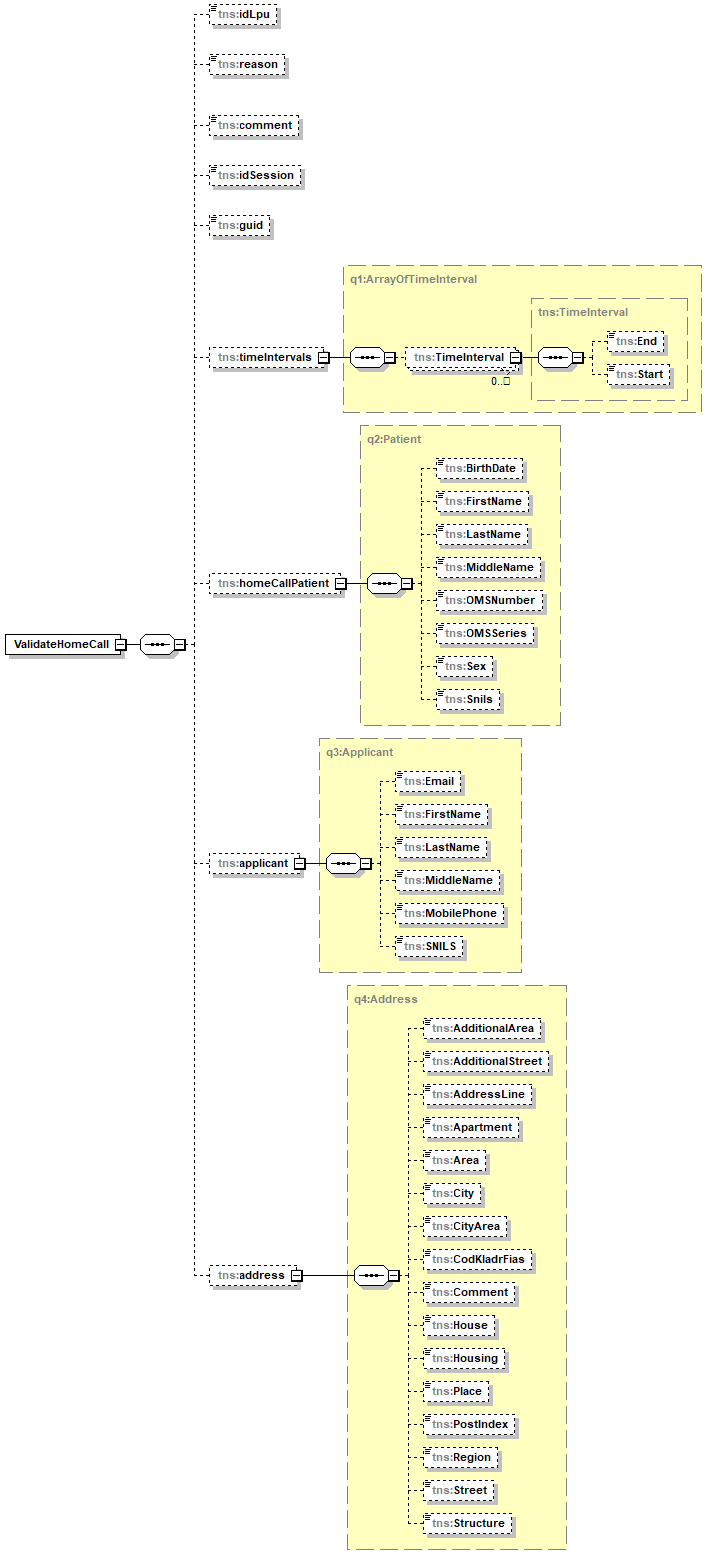 tns:idLpu
tns:reason
tns:comment
tns:idSession
tns:guid
q1:ArrayOfTimeInterval
tns:TimeInterval
tns:End
tns:timeIntervals
tns:TimeInterval
tns:Start
0..□
q2:Patient
tns:BirthDate
tns:FirstName
tns:LastName
tns:MiddleName
tns:homeCallPatient
tns:OMSNumber
tns:OMSSeries
ValidateHomeCall
tns:Sex
tns:Snils
q3:Applicant
tns:Email
tns:FirstName
tns:LastName
tns:applicant
tns:MiddleName
tns:MobilePhone
tns:SNILS
q4:Address
tns:AdditionalArea
tns:AdditionalStreet
tns:AddressLine
tns:Apartment
tns:Area
tns:City
tns:CityArea
tns:CodKladrFias
tns:address
tns:Comment
tns:House
tns:Housing
tns:Place
tns:PostIndex
tns:Region
tns:Street
tns:Structure